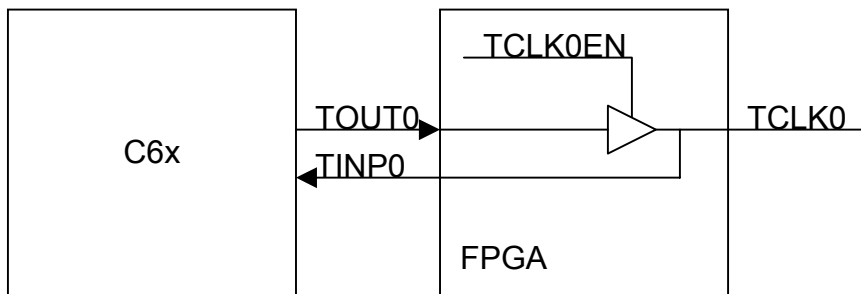 TCLK0EN
TOUT0
TCLK0
C6x
TINP0
FPGA